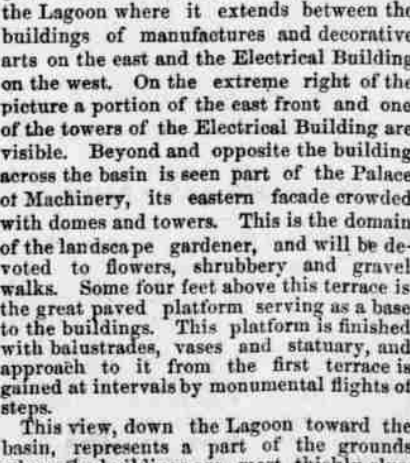 the Lagoon where it extends between the
buildings of manufactures and decorative
arts on the east and the Electrical Building
on the west. On the extreme right of the
picture a portion of the east front and one
of the towers of the Electrical Building are
visible. Beyond and opposite the building
across the basin is seen part of the Palace
of Machinery, its eastern facade crowded
with domes and towers. This is the domain
of the landscape gardener, and will be de-
voted to flowers, shrubbery and gravel
walks. Some four feet above this terrace is
the great paved platform serving as a base
to the buildings. This platform is finished
with balustrades, vases and statuary, and
approach to it from the first terrace is
gained at intervals by monumental flights of
steps.
This view, down the Lagoon toward the
basin, represents a part of the grounds